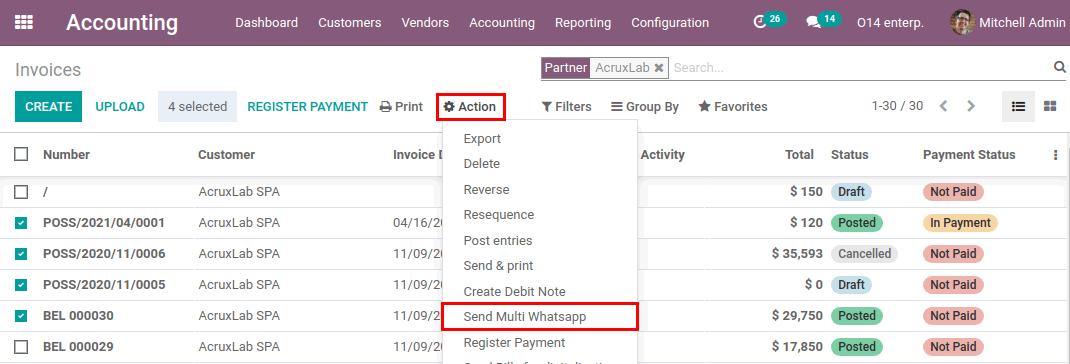 Accounting Dashboard Customers Vendors Accounting Reporting Configuration 26 14 O14 enterp. Mitchell Admin
Invoices Partner AcruxLab ✖ Search...
CREATE UPLOAD 4 selected REGISTER PAYMENT Print Action Filters Group By Favorites 1-30 / 30
Export
Delete
Reverse
Resequence
Post entries
Send & print
Create Debit Note
Send Multi Whatsapp
Register Payment
Number Customer Invoice D Activity Total Status Payment Status
/ AcruxLab SPA $ 150 Draft Not Paid
POSS/2021/04/0001 AcruxLab SPA 04/16/20 $ 120 Posted In Payment
POSS/2020/11/0006 AcruxLab SPA 11/09/20 $ 35,593 Cancelled Not Paid
POSS/2020/11/0005 AcruxLab SPA 11/09/20 $ 0 Draft Not Paid
BEL 000030 AcruxLab SPA 11/09/20 $ 29,750 Posted Not Paid
BEL 000029 AcruxLab SPA 11/09/20 $ 17,850 Posted Not Paid